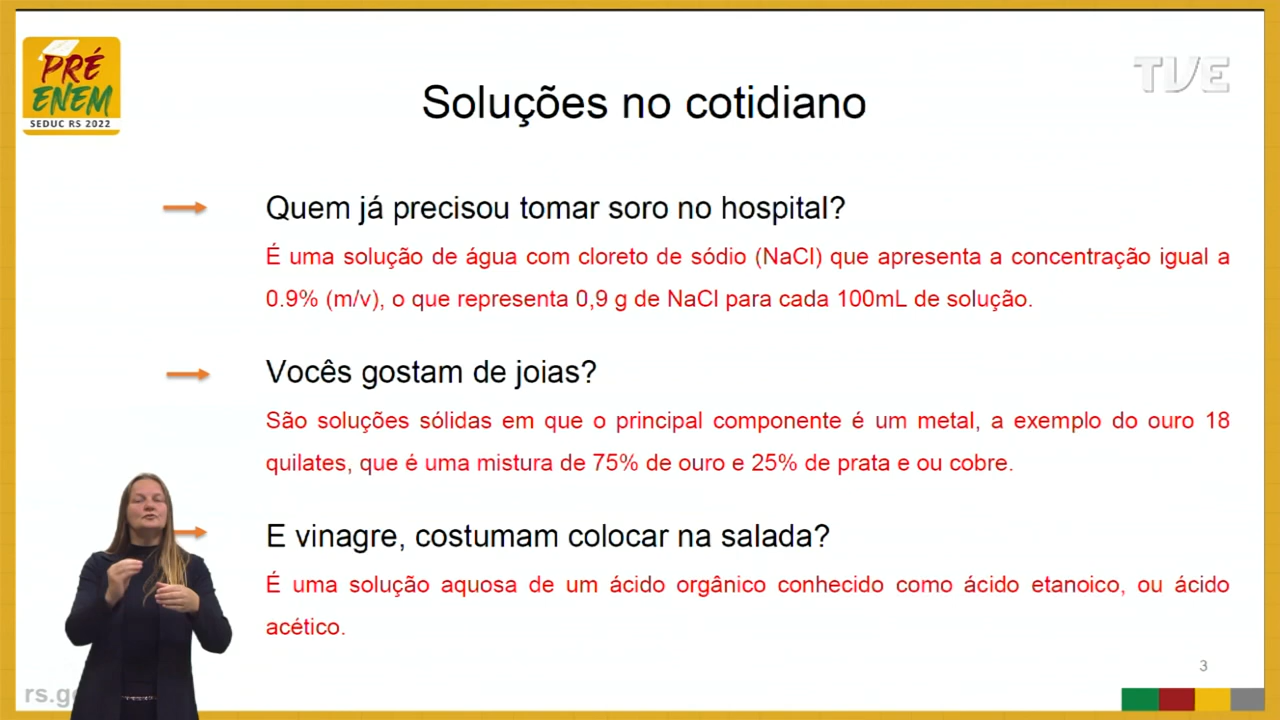 PRÉ
ENEM
SEDUC RS 2022
TVE
Soluções no cotidiano
Quem já precisou tomar soro no hospital?
É uma solução de água com cloreto de sódio (NaCl) que apresenta a concentração igual a
0.9% (m/v), o que representa 0,9 g de NaCl para cada 100mL de solução.
Vocês gostam de joias?
São soluções sólidas em que o principal componente é um metal, a exemplo do ouro 18
quilates, que é uma mistura de 75% de ouro e 25% de prata e ou cobre.
E vinagre, costumam colocar na salada?
É uma solução aquosa de um ácido orgânico conhecido como ácido etanoico, ou ácido
acético.
3